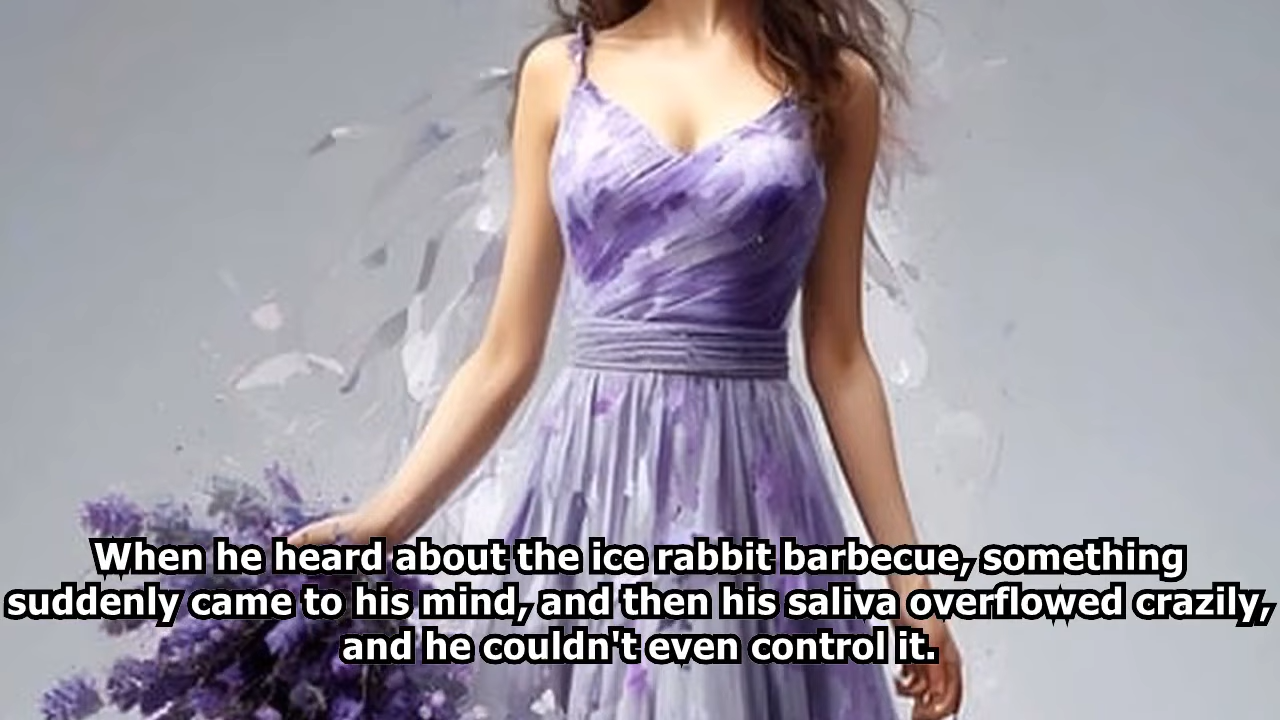 When he heard about the ice rabbit barbecue, something
suddenly came to his mind, and then his saliva overflowed crazily,
and he couldn't even control it.